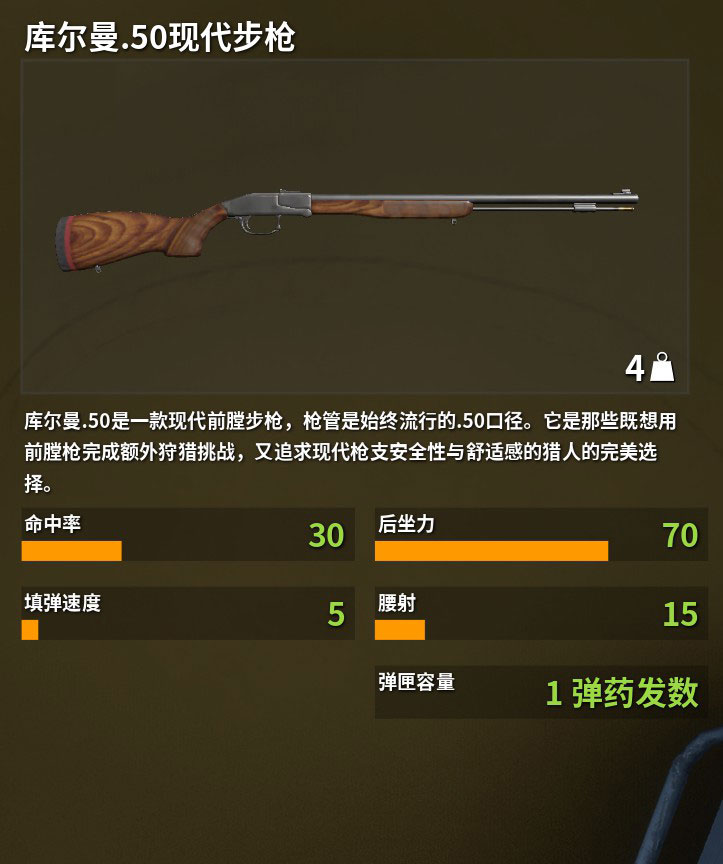 库尔曼.50现代步枪
4
库尔曼.50是一款现代前膛步枪，枪管是始终流行的.50口径。它是那些既想用
前膛枪完成额外狩猎挑战，又追求现代枪支安全性与舒适感的猎人的完美选
择。
命中率 30
后坐力 70
填弹速度 5
腰射 15
弹匣容量 1 弹药发数